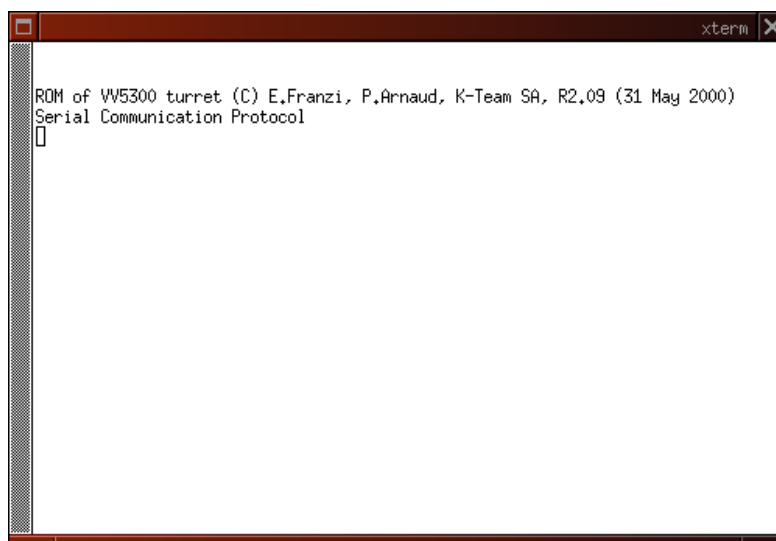 xterm
ROM of VV5300 turret (C) E.Franzi, P.Arnaud, K-Team SA, R2.09 (31 May 2000)
Serial Communication Protocol